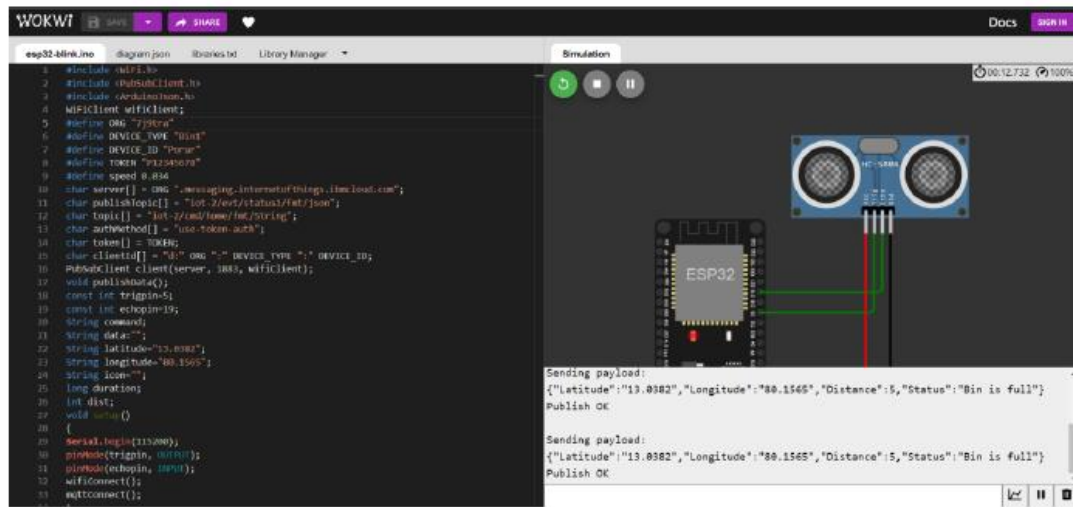 WOKWI SAVE SHARE Docs SIGN IN
esp32-blink.ino diagram.json libraries.txt Library Manager
Simulation
00:12.732 100%
1 #include <WiFi.h>
2 #include <PubSubClient.h>
3 #include <ArduinoJson.h>
4 WiFiClient wifiClient;
5 #define ORG "7j9tra"
6 #define DEVICE_TYPE "Bin1"
7 #define DEVICE_ID "Porur"
8 #define TOKEN "P12345678"
9 #define speed 0.034
10 char server[] = ORG ".messaging.internetofthings.ibmcloud.com";
11 char publishTopic[] = "iot-2/evt/status1/fmt/json";
12 char topic[] = "iot-2/cmd/home/fmt/String";
13 char authMethod[] = "use-token-auth";
14 char token[] = TOKEN;
15 char clientId[] = "d:" ORG ":" DEVICE_TYPE ":" DEVICE_ID;
16 PubSubClient client(server, 1883, wifiClient);
17 void publishData();
18 const int trigpin=5;
19 const int echopin=19;
20 String command;
21 String data="";
22 String latitude="13.0382";
23 String longitude="80.1565";
24 String icon="";
25 long duration;
26 int dist;
27 void setup()
28 {
29 Serial.begin(115200);
30 pinMode(trigpin, OUTPUT);
31 pinMode(echopin, INPUT);
32 wifiConnect();
33 mqttConnect();
HC-SR04
ESP32
Sending payload:
{"Latitude":"13.0382","Longitude":"80.1565","Distance":5,"Status":"Bin is full"}
Publish OK
Sending payload:
{"Latitude":"13.0382","Longitude":"80.1565","Distance":5,"Status":"Bin is full"}
Publish OK